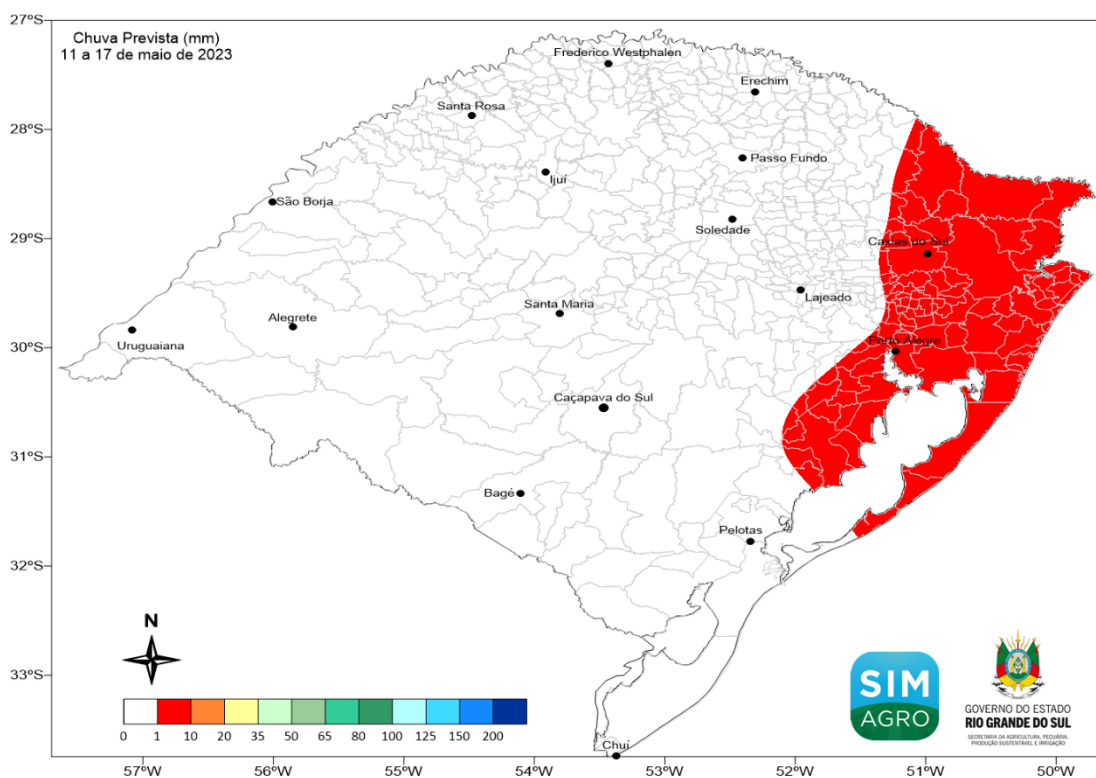 Chuva Prevista (mm)
11 a 17 de maio de 2023
27°S
28°S
29°S
30°S
31°S
32°S
33°S
Frederico Westphalen
Erechim
Santa Rosa
Passo Fundo
Ijuí
São Borja
Soledade
Caxias do Sul
Lajeado
Santa Maria
Alegrete
Uruguaiana
Porto Alegre
Caçapava do Sul
Bagé
Pelotas
Chuí
N
0 1 10 20 35 50 65 80 100 125 150 200
57°W 56°W 55°W 54°W 53°W 52°W 51°W 50°W
SIM
AGRO
GOVERNO DO ESTADO
RIO GRANDE DO SUL
SECRETARIA DA AGRICULTURA, PECUÁRIA,
PRODUÇÃO SUSTENTÁVEL E IRRIGAÇÃO